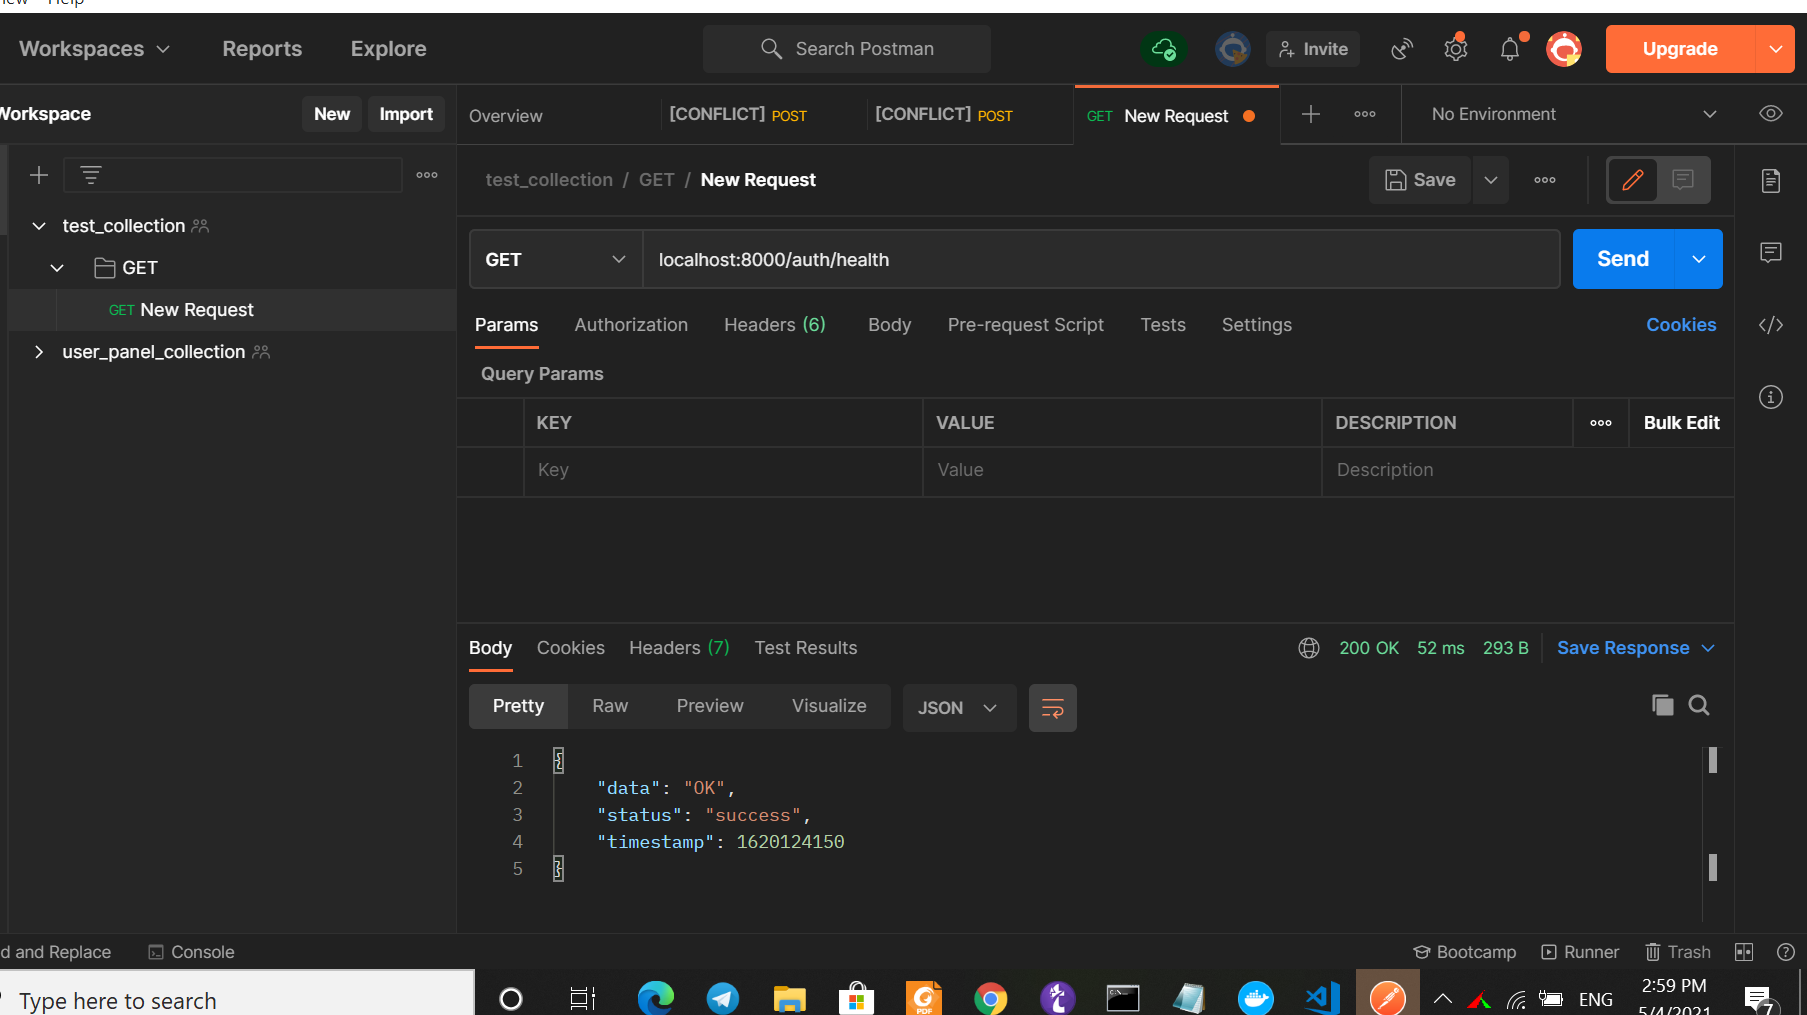 Help
Workspaces Reports Explore Search Postman Invite Upgrade
Workspace New Import Overview [CONFLICT] POST [CONFLICT] POST GET New Request No Environment
test_collection / GET / New Request Save
test_collection
GET
GET New Request
user_panel_collection
GET localhost:8000/auth/health Send
Params Authorization Headers (6) Body Pre-request Script Tests Settings Cookies
Query Params
KEY VALUE DESCRIPTION Bulk Edit
Key Value Description
Body Cookies Headers (7) Test Results 200 OK 52 ms 293 B Save Response
Pretty Raw Preview Visualize JSON
1 {
2 "data": "OK",
3 "status": "success",
4 "timestamp": 1620124150
5 }
d and Replace Console Bootcamp Runner Trash
Type here to search PDF ENG 2:59 PM 7
5/4/2021